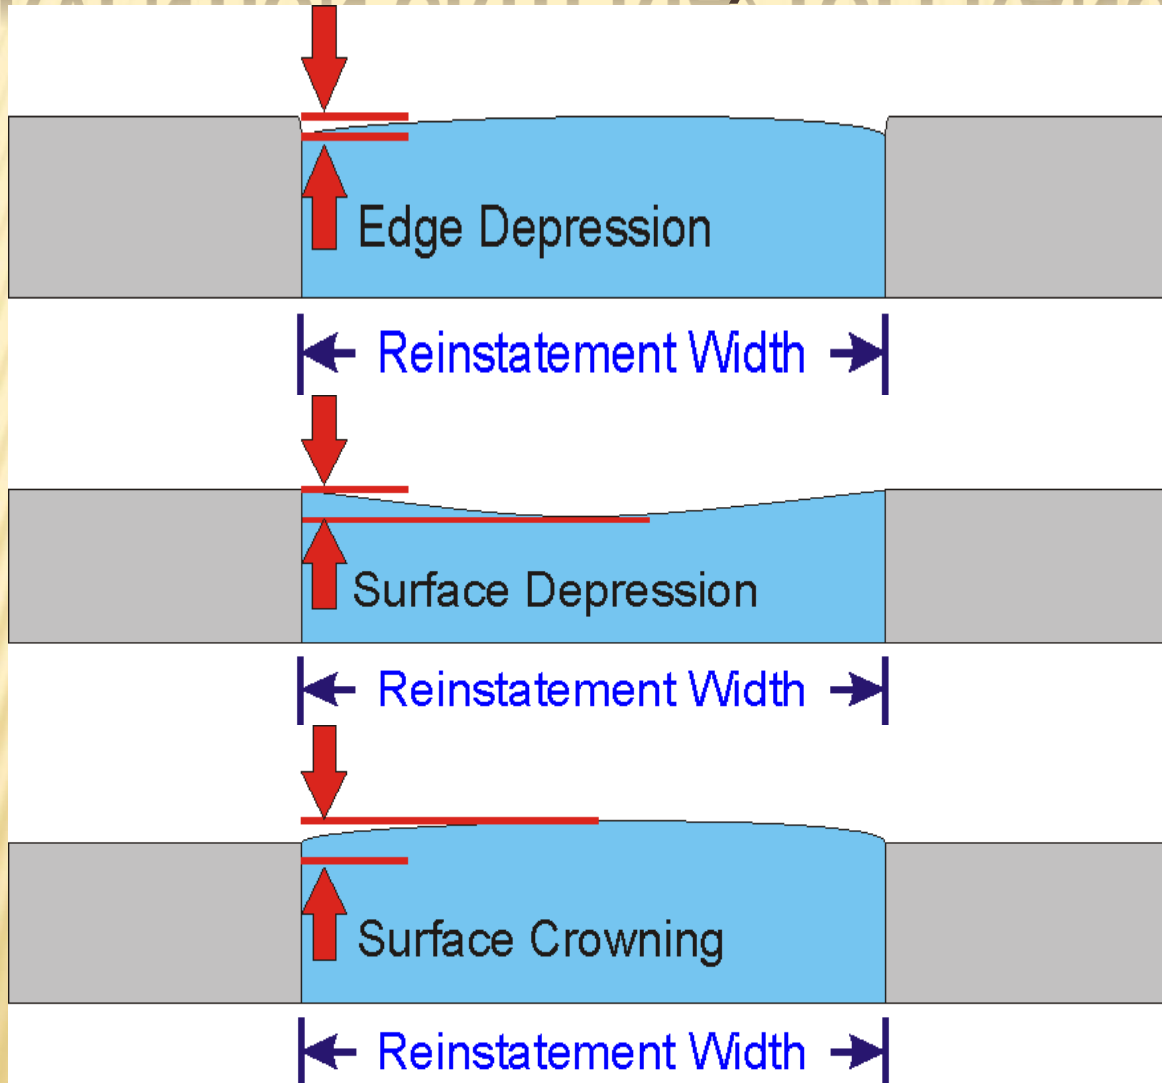 Edge Depression
Reinstatement Width
Surface Depression
Reinstatement Width
Surface Crowning
Reinstatement Width